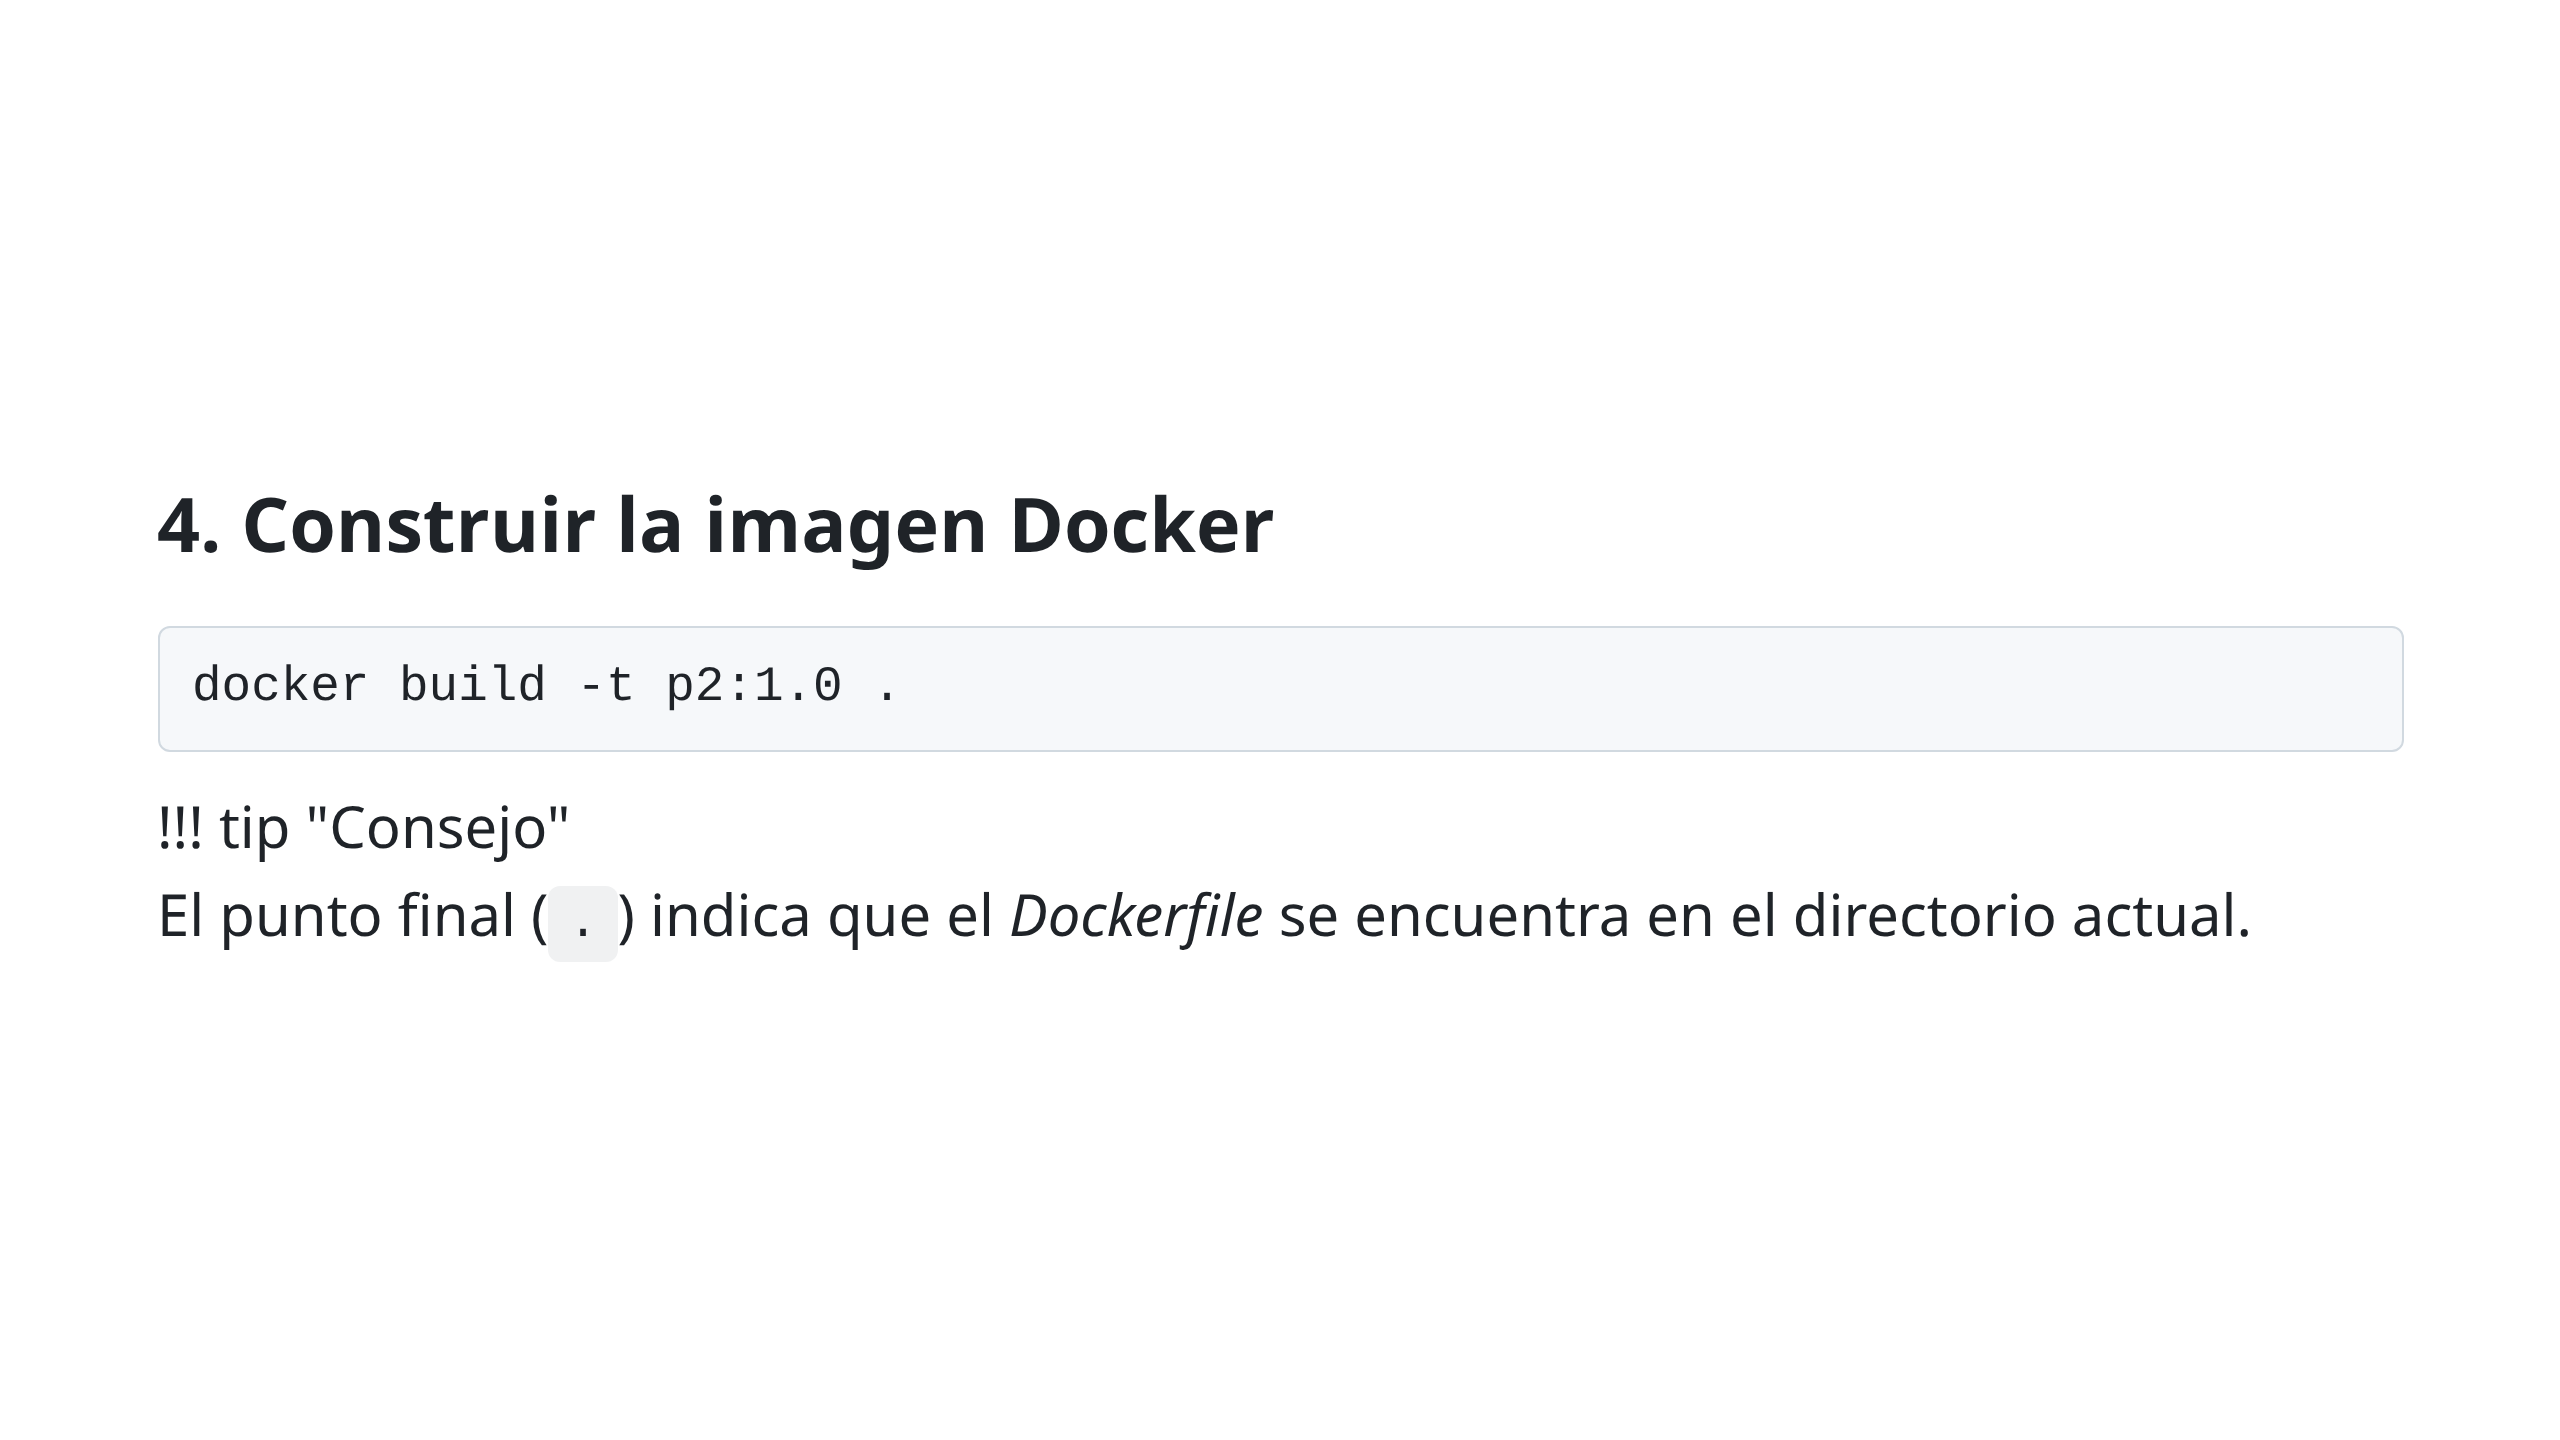 4. Construir la imagen Docker
docker build -t p2:1.0 .
!!! tip "Consejo"
El punto final ( . ) indica que el Dockerfile se encuentra en el directorio actual.